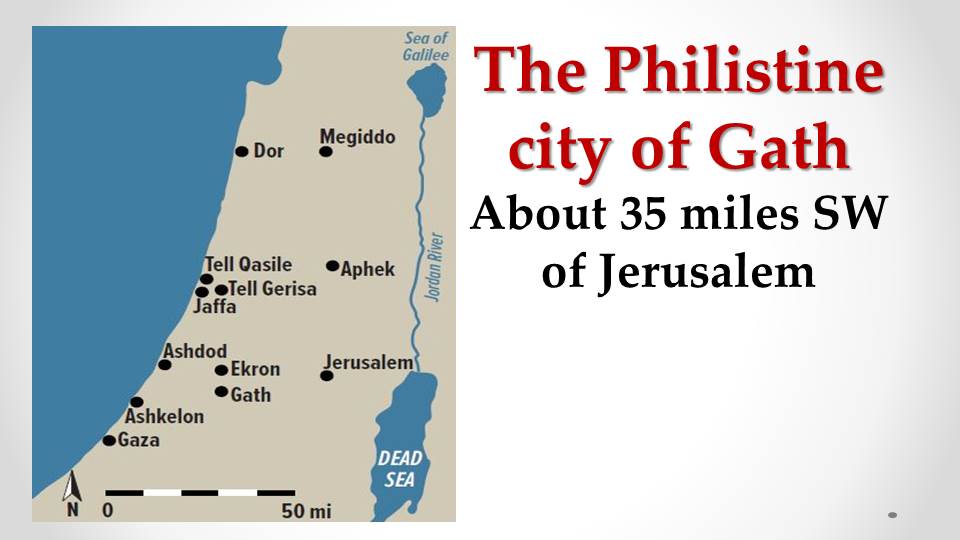 The Philistine
city of Gath
About 35 miles SW
of Jerusalem
Sea of
Galilee
Megiddo
Dor
Jordan River
Tell Qasile
Aphek
Tell Gerisa
Jaffa
Ashdod
Jerusalem
Ekron
Gath
Ashkelon
Gaza
DEAD
SEA
N
0
50 mi